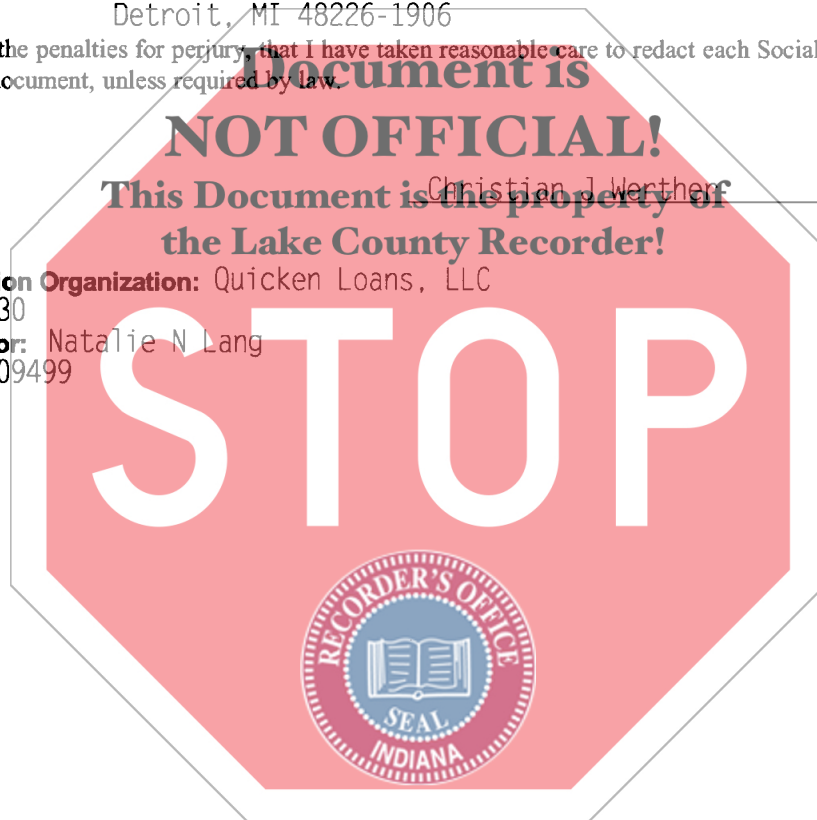 Detroit, MI 48226-1906
the penalties for perjury, that I have taken reasonable care to redact each Social
ocument, unless required by law.
Document is
NOT OFFICIAL!
Christian J Werther
This Document is the property of
the Lake County Recorder!
on Organization: Quicken Loans, LLC
30
or: Natalie N Lang
09499
STOP
RECORDER'S OFFICE
SEAL
INDIANA